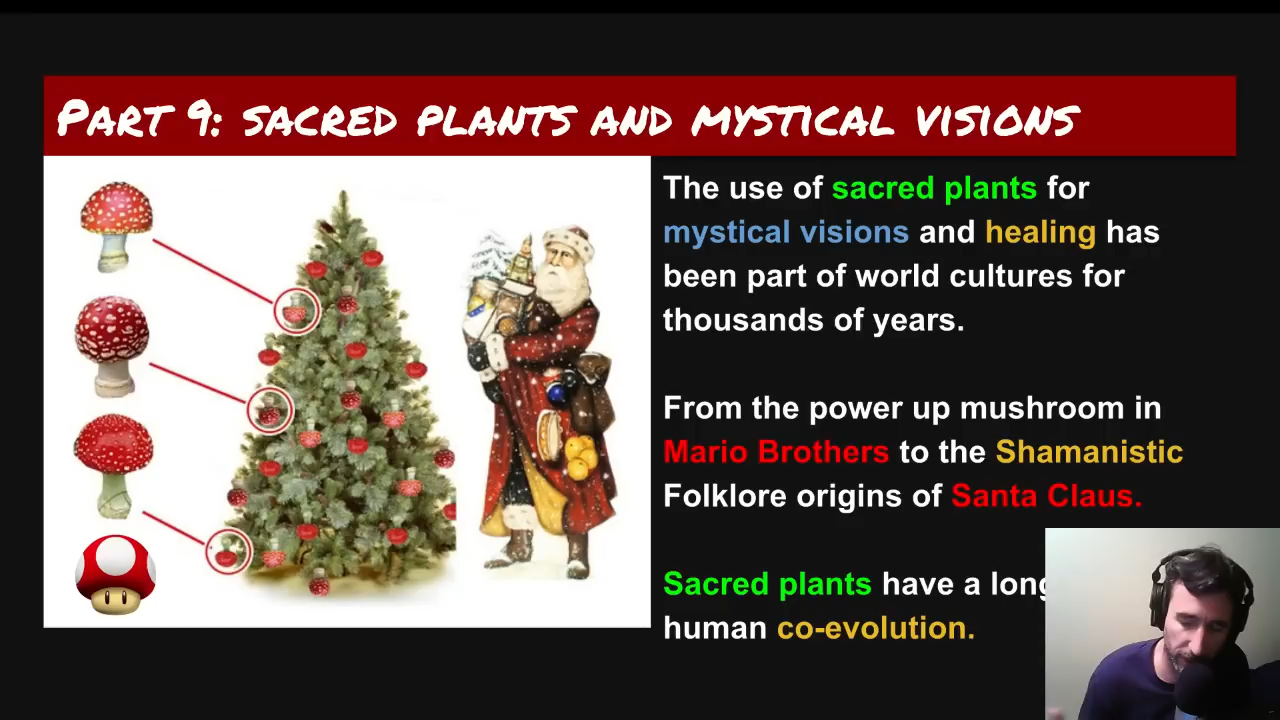 Part 9: sacred plants and mystical visions
The use of sacred plants for
mystical visions and healing has
been part of world cultures for
thousands of years.
From the power up mushroom in
Mario Brothers to the Shamanistic
Folklore origins of Santa Claus.
Sacred plants have a long
human co-evolution.